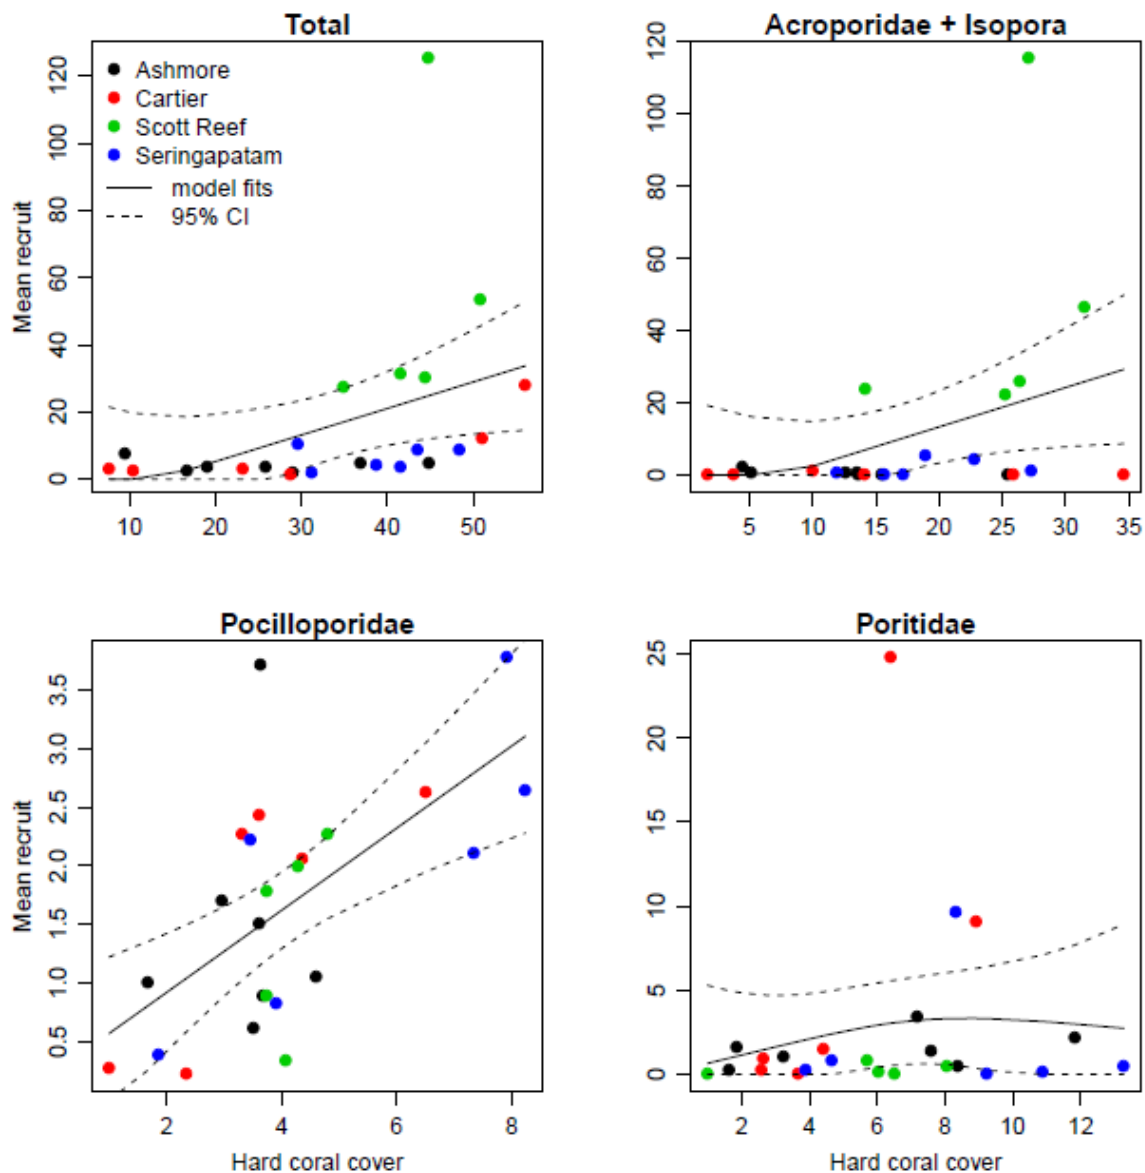 Total
Mean recruit
0 20 40 60 80 100 120
Ashmore
Cartier
Scott Reef
Seringapatam
model fits
95% CI
10 20 30 40 50
Acroporidae + Isopora
0 20 40 60 80 100 120
5 10 15 20 25 30 35
Pocilloporidae
Mean recruit
0.5 1.0 1.5 2.0 2.5 3.0 3.5
2 4 6 8
Hard coral cover
Poritidae
0 5 10 15 20 25
2 4 6 8 10 12
Hard coral cover